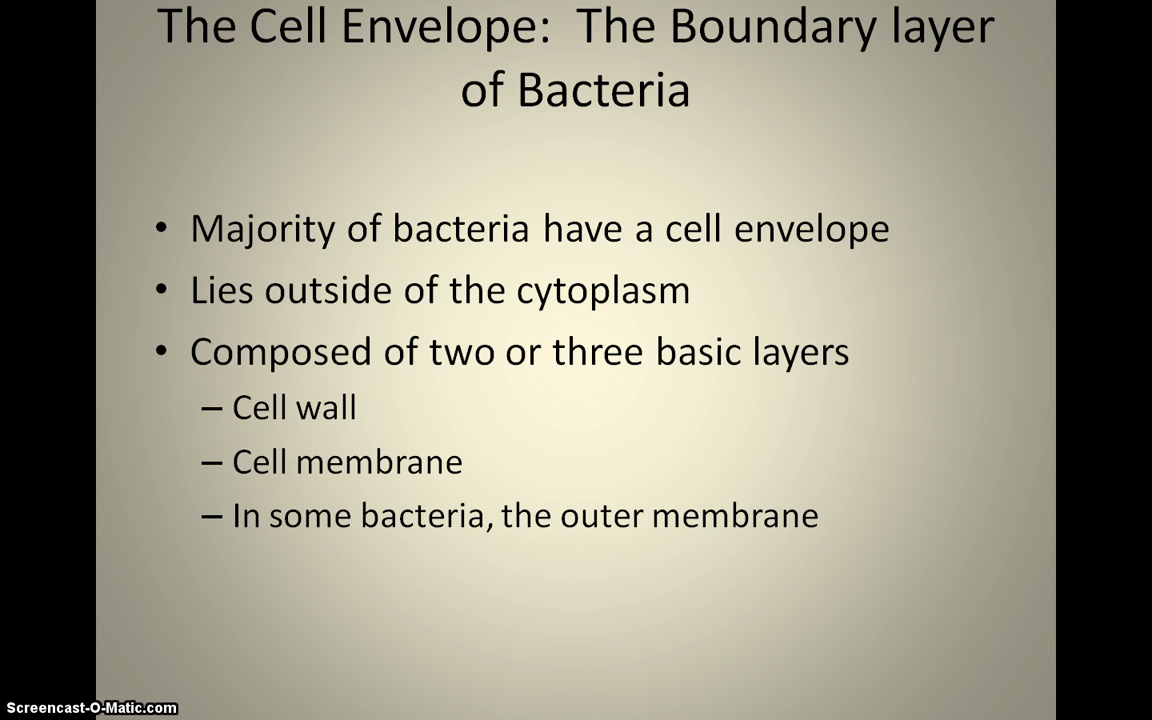 The Cell Envelope:  The Boundary layer
of Bacteria
• Majority of bacteria have a cell envelope
• Lies outside of the cytoplasm
• Composed of two or three basic layers
– Cell wall
– Cell membrane
– In some bacteria, the outer membrane
Screencast-O-Matic.com